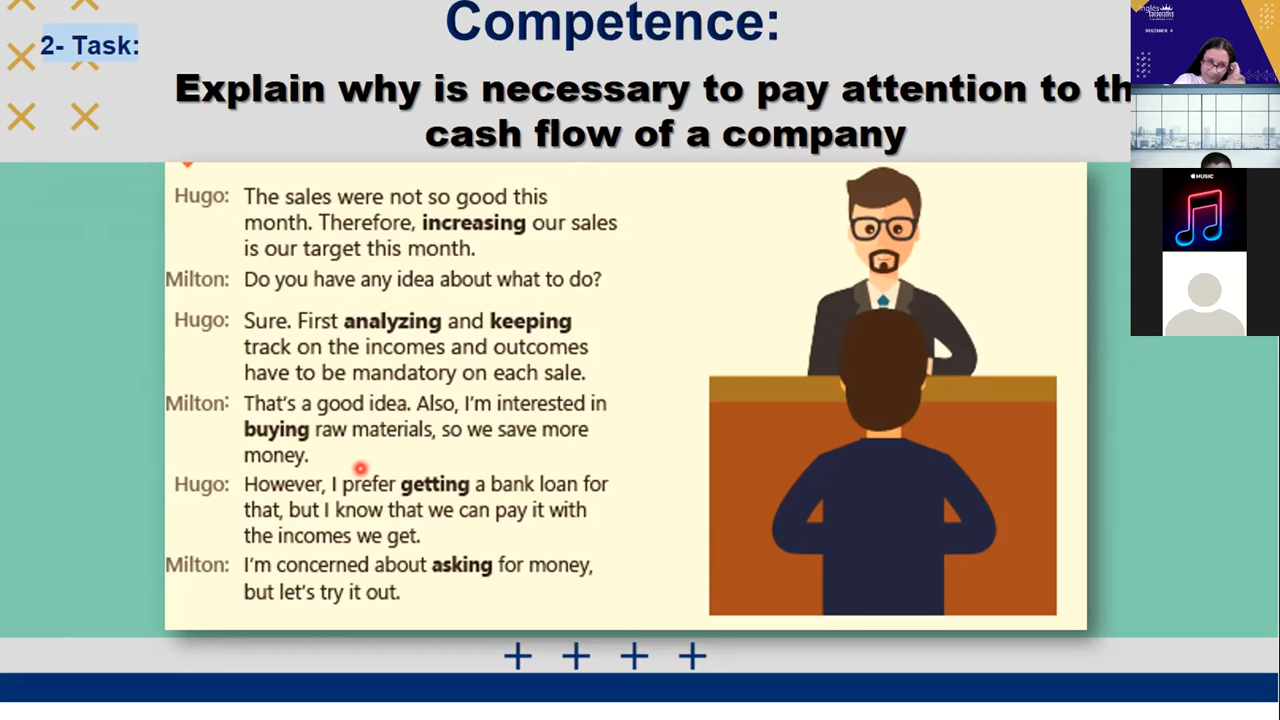 Competence:
2- Task:
Explain why is necessary to pay attention to th
cash flow of a company
Hugo: The sales were not so good this
month. Therefore, increasing our sales
is our target this month.
Milton: Do you have any idea about what to do?
Hugo: Sure. First analyzing and keeping
track on the incomes and outcomes
have to be mandatory on each sale.
Milton: That's a good idea. Also, I'm interested in
buying raw materials, so we save more
money.
Hugo: However, I prefer getting a bank loan for
that, but I know that we can pay it with
the incomes we get.
Milton: I'm concerned about asking for money,
but let's try it out.
Inglés
Corporativo
BEGINNER 4
MUSIC